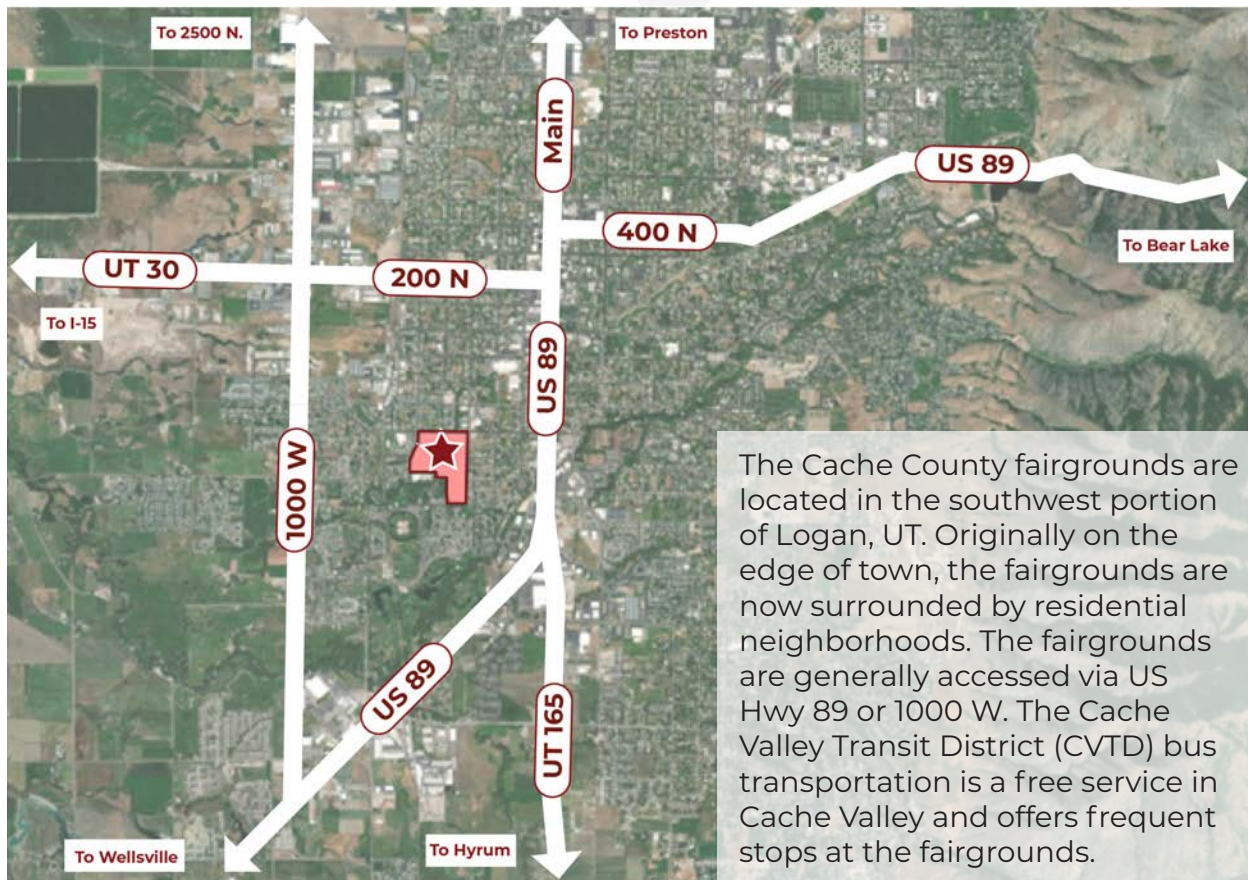 To 2500 N.
To Preston
Main
US 89
400 N
To Bear Lake
UT 30
200 N
To I-15
US 89
1000 W
The Cache County fairgrounds are
located in the southwest portion
of Logan, UT. Originally on the
edge of town, the fairgrounds are
now surrounded by residential
neighborhoods. The fairgrounds
are generally accessed via US
Hwy 89 or 1000 W. The Cache
Valley Transit District (CVTD) bus
transportation is a free service in
Cache Valley and offers frequent
stops at the fairgrounds.
US 89
UT 165
To Wellsville
To Hyrum